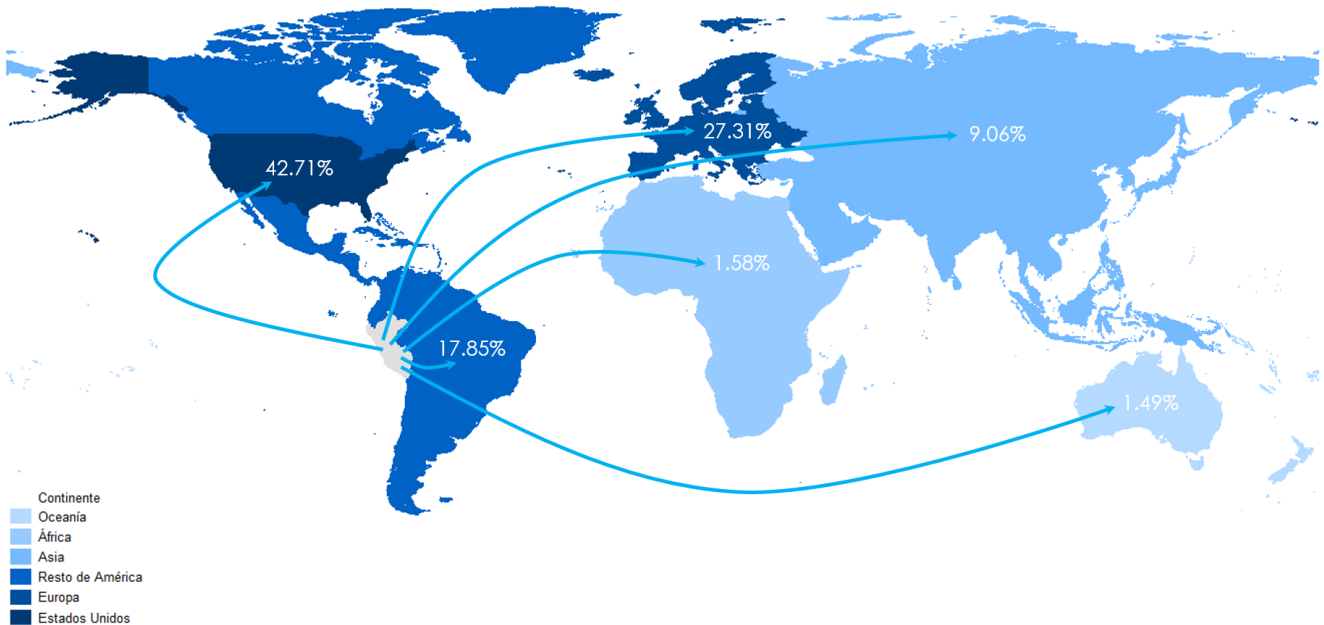 27.31%
9.06%
42.71%
1.58%
17.85%
1.49%
Continente
Oceanía
África
Asia
Resto de América
Europa
Estados Unidos